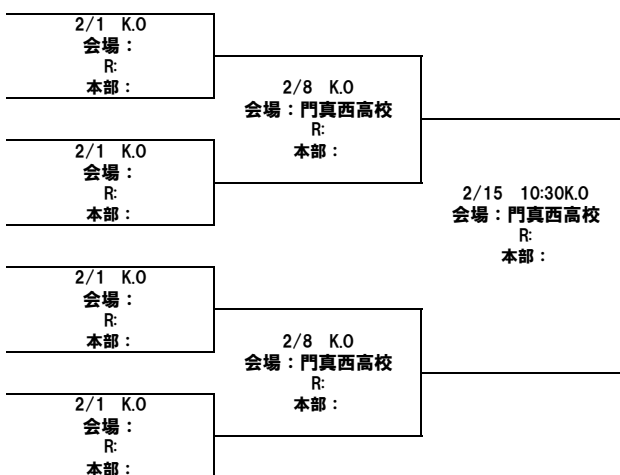 2/1 K.O
会場：
R:
本部：
2/1 K.O
会場：
R:
本部：
2/1 K.O
会場：
R:
本部：
2/1 K.O
会場：
R:
本部：
2/8 K.O
会場：門真西高校
R:
本部：
2/8 K.O
会場：門真西高校
R:
本部：
2/15 10:30K.O
会場：門真西高校
R:
本部：